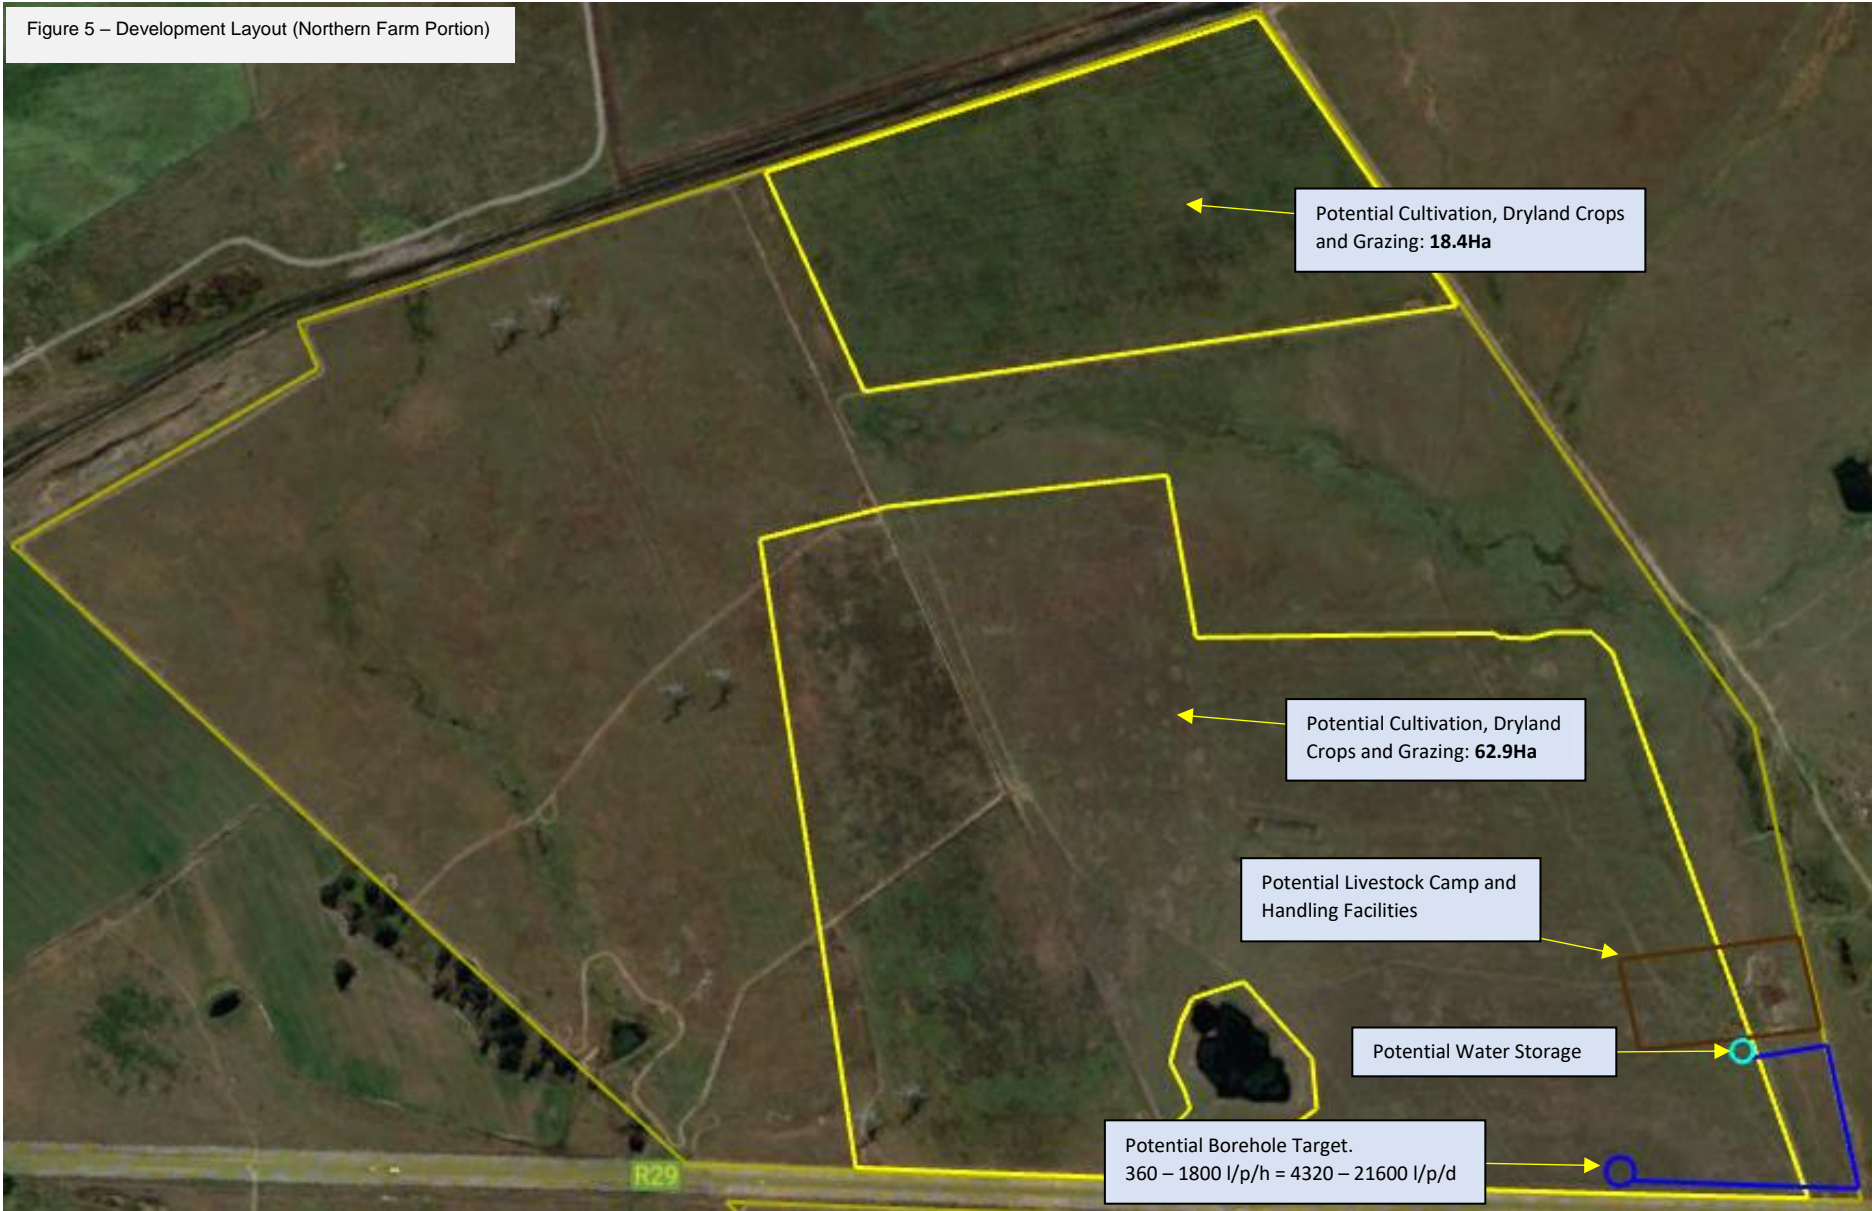 Figure 5 – Development Layout (Northern Farm Portion)
Potential Cultivation, Dryland Crops
and Grazing: 18.4Ha
Potential Cultivation, Dryland
Crops and Grazing: 62.9Ha
Potential Livestock Camp and
Handling Facilities
Potential Water Storage
Potential Borehole Target.
360 – 1800 l/p/h = 4320 – 21600 l/p/d
R29